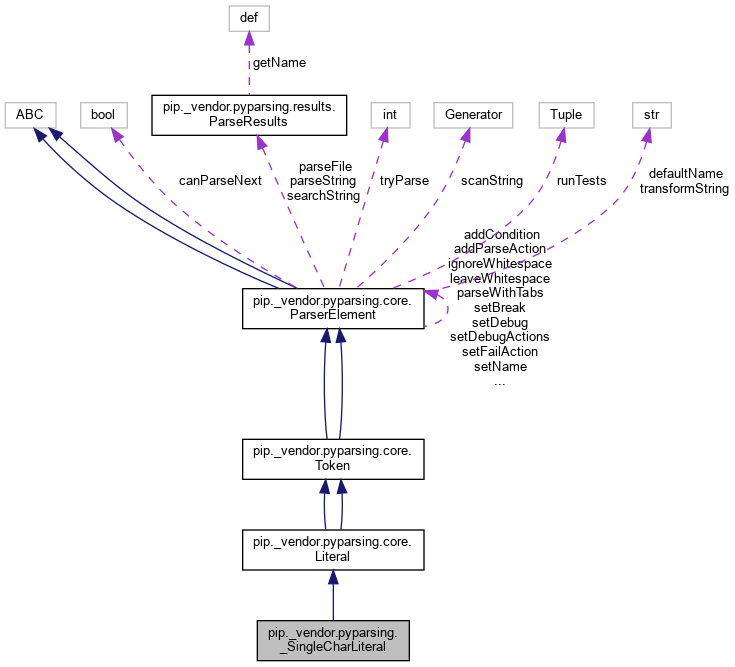 def
getName
pip._vendor.pyparsing.results.
ParseResults
ABC
bool
int
Generator
Tuple
str
canParseNext
parseFile
parseString
searchString
tryParse
scanString
runTests
defaultName
transformString
addCondition
addParseAction
ignoreWhitespace
leaveWhitespace
parseWithTabs
setBreak
setDebug
setDebugActions
setFailAction
setName
...
pip._vendor.pyparsing.core.
ParserElement
pip._vendor.pyparsing.core.
Token
pip._vendor.pyparsing.core.
Literal
pip._vendor.pyparsing.
_SingleCharLiteral